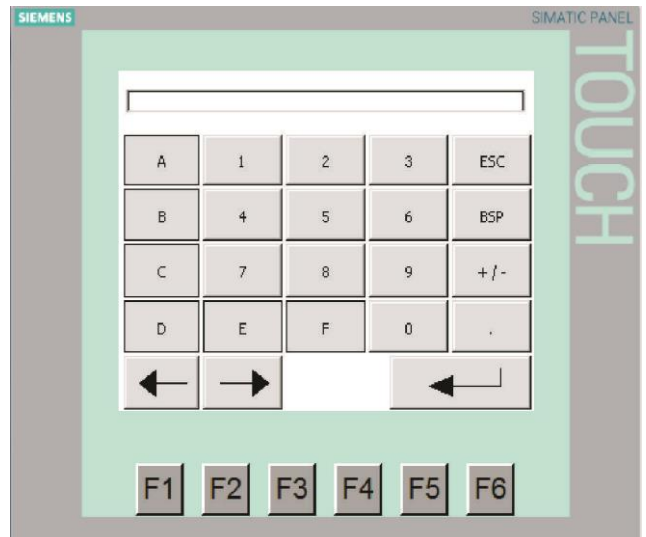 SIEMENS
SIMATIC PANEL
TOUCH
A 1 2 3 ESC
B 4 5 6 BSP
C 7 8 9 +/-
D E F 0 .
F1 F2 F3 F4 F5 F6